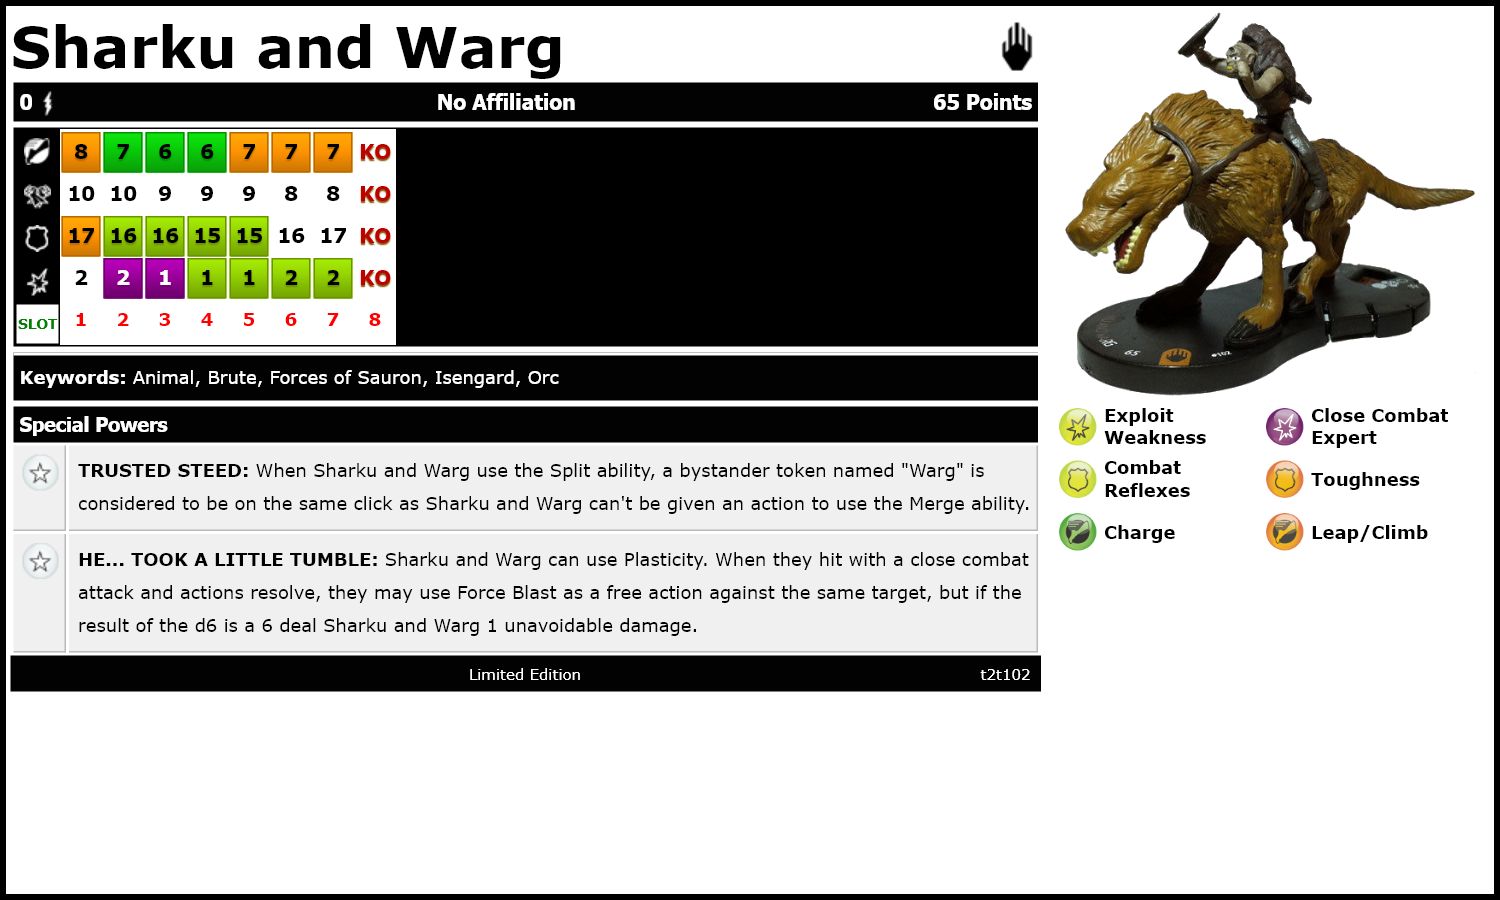 Sharku and Warg
0 No Affiliation 65 Points
8 7 6 6 7 7 7 KO
10 10 9 9 9 8 8 KO
17 16 16 15 15 16 17 KO
2 2 1 1 1 2 2 KO
SLOT 1 2 3 4 5 6 7 8
Keywords: Animal, Brute, Forces of Sauron, Isengard, Orc
Special Powers
TRUSTED STEED: When Sharku and Warg use the Split ability, a bystander token named "Warg" is
considered to be on the same click as Sharku and Warg can't be given an action to use the Merge ability.
HE... TOOK A LITTLE TUMBLE: Sharku and Warg can use Plasticity. When they hit with a close combat
attack and actions resolve, they may use Force Blast as a free action against the same target, but if the
result of the d6 is a 6 deal Sharku and Warg 1 unavoidable damage.
Limited Edition t2t102
65 #102
Exploit
Weakness
Close Combat
Expert
Combat
Reflexes
Toughness
Charge
Leap/Climb